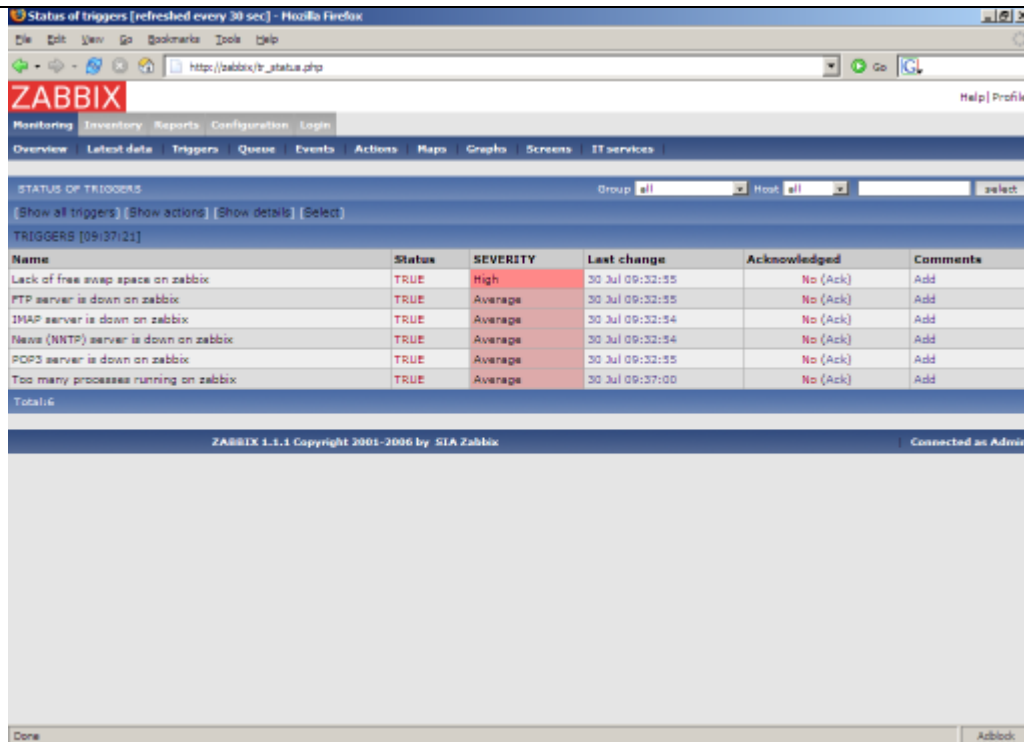 Status of triggers [refreshed every 30 sec] - Mozilla Firefox
File Edit View Go Bookmarks Tools Help
http://zabbix/tr_status.php Go G
ZABBIX Help | Profile
Monitoring Inventory Reports Configuration Login
Overview | Latest data | Triggers | Queue | Events | Actions | Maps | Graphs | Screens | IT services |
STATUS OF TRIGGERS Group all Host all select
[Show all triggers] [Show actions] [Show details] [Select]
TRIGGERS [09:37:21]
Name Status SEVERITY Last change Acknowledged Comments
Lack of free swap space on zabbix TRUE High 30 Jul 09:32:55 No (Ack) Add
FTP server is down on zabbix TRUE Average 30 Jul 09:32:55 No (Ack) Add
IMAP server is down on zabbix TRUE Average 30 Jul 09:32:54 No (Ack) Add
News (NNTP) server is down on zabbix TRUE Average 30 Jul 09:32:54 No (Ack) Add
POP3 server is down on zabbix TRUE Average 30 Jul 09:32:55 No (Ack) Add
Too many processes running on zabbix TRUE Average 30 Jul 09:37:00 No (Ack) Add
Total:6
ZABBIX 1.1.1 Copyright 2001-2006 by SIA Zabbix | Connected as Admin
Done Adblock